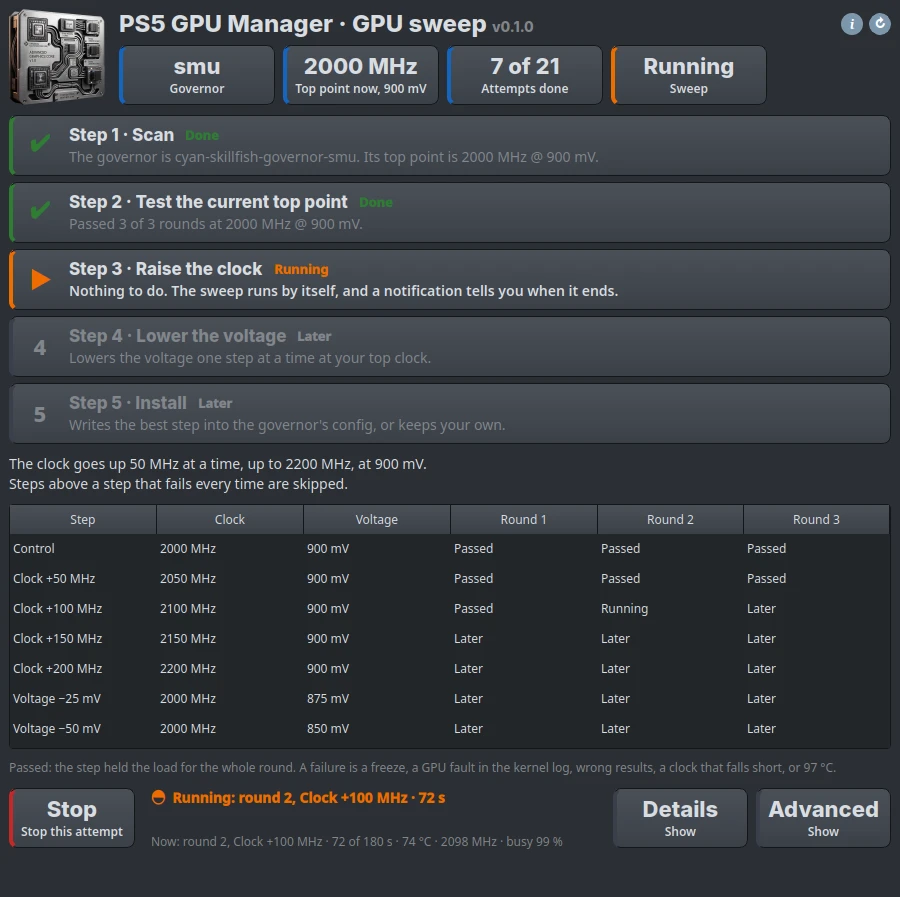 PS5 GPU Manager · GPU sweep v0.1.0
smu
Governor
2000 MHz
Top point now, 900 mV
7 of 21
Attempts done
Running
Sweep
Step 1 · Scan Done
The governor is cyan-skillfish-governor-smu. Its top point is 2000 MHz @ 900 mV.
Step 2 · Test the current top point Done
Passed 3 of 3 rounds at 2000 MHz @ 900 mV.
Step 3 · Raise the clock Running
Nothing to do. The sweep runs by itself, and a notification tells you when it ends.
4 Step 4 · Lower the voltage Later
Lowers the voltage one step at a time at your top clock.
5 Step 5 · Install Later
Writes the best step into the governor's config, or keeps your own.
The clock goes up 50 MHz at a time, up to 2200 MHz, at 900 mV.
Steps above a step that fails every time are skipped.
Step Clock Voltage Round 1 Round 2 Round 3
Control 2000 MHz 900 mV Passed Passed Passed
Clock +50 MHz 2050 MHz 900 mV Passed Passed Passed
Clock +100 MHz 2100 MHz 900 mV Passed Running Later
Clock +150 MHz 2150 MHz 900 mV Later Later Later
Clock +200 MHz 2200 MHz 900 mV Later Later Later
Voltage −25 mV 2000 MHz 875 mV Later Later Later
Voltage −50 mV 2000 MHz 850 mV Later Later Later
Passed: the step held the load for the whole round. A failure is a freeze, a GPU fault in the kernel log, wrong results, a clock that falls short, or 97 °C.
Stop
Stop this attempt
Running: round 2, Clock +100 MHz · 72 s
Now: round 2, Clock +100 MHz · 72 of 180 s · 74 °C · 2098 MHz · busy 99 %
Details
Show
Advanced
Show